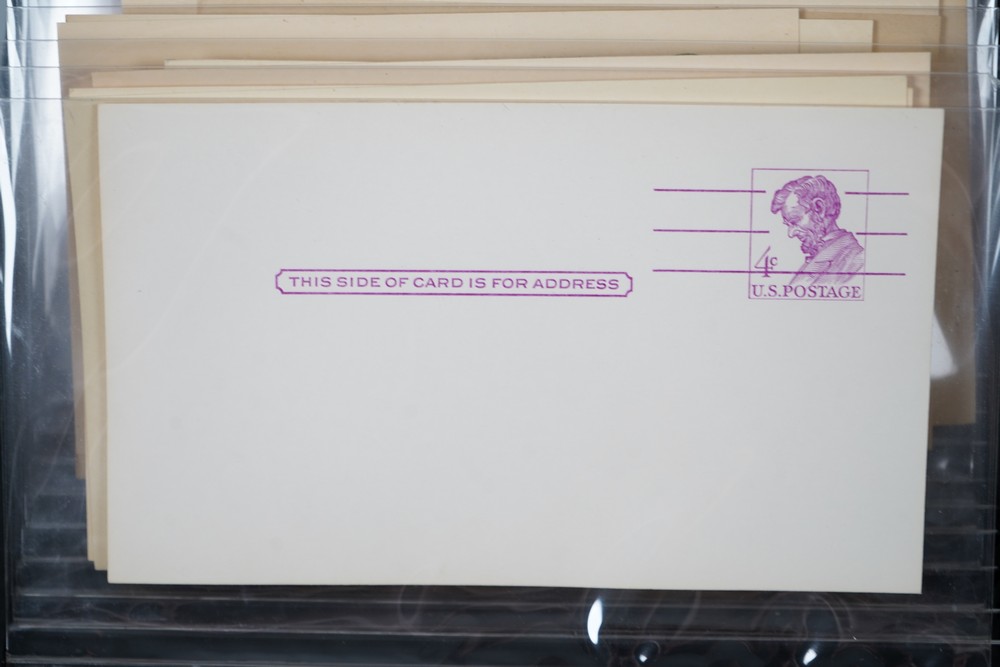 THIS SIDE OF CARD IS FOR ADDRESS
4c
U.S.POSTAGE